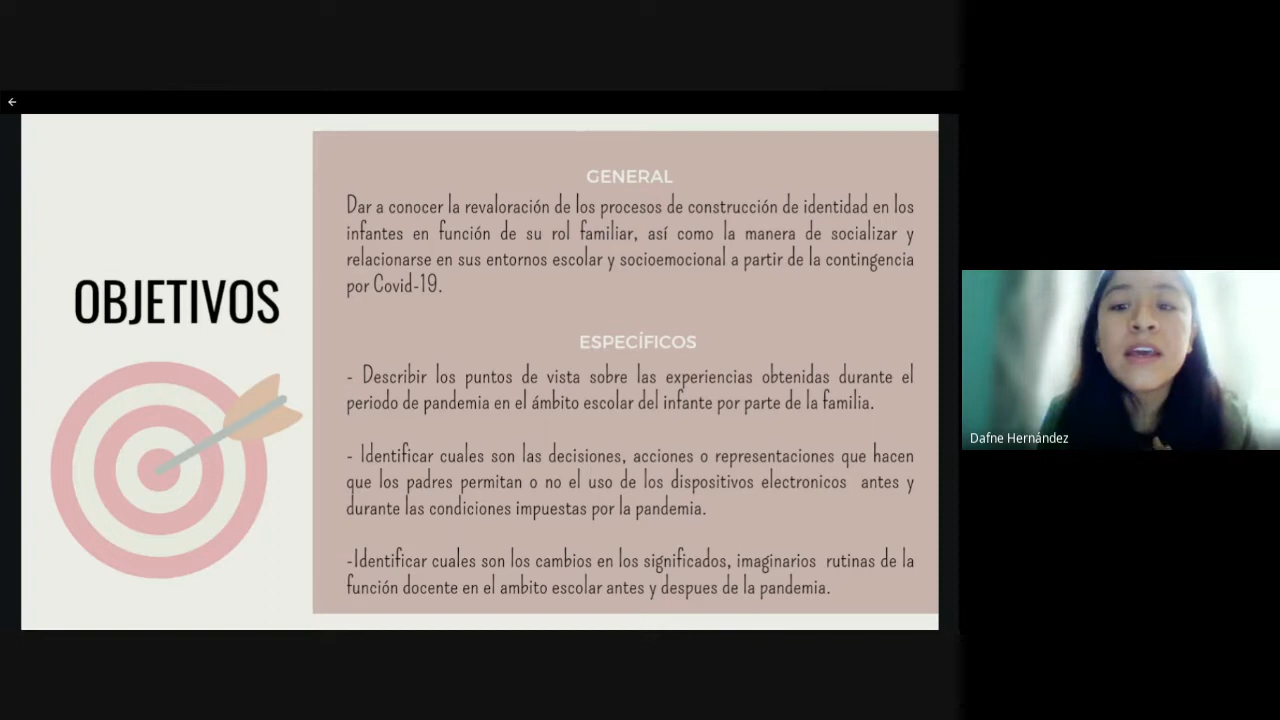 OBJETIVOS
GENERAL
Dar a conocer la revaloración de los procesos de construcción de identidad en los
infantes en función de su rol familiar, así como la manera de socializar y
relacionarse en sus entornos escolar y socioemocional a partir de la contingencia
por Covid-19.
ESPECÍFICOS
- Describir los puntos de vista sobre las experiencias obtenidas durante el
periodo de pandemia en el ámbito escolar del infante por parte de la familia.
- Identificar cuales son las decisiones, acciones o representaciones que hacen
que los padres permitan o no el uso de los dispositivos electronicos antes y
durante las condiciones impuestas por la pandemia.
-Identificar cuales son los cambios en los significados, imaginarios rutinas de la
función docente en el ambito escolar antes y despues de la pandemia.
Dafne Hernández